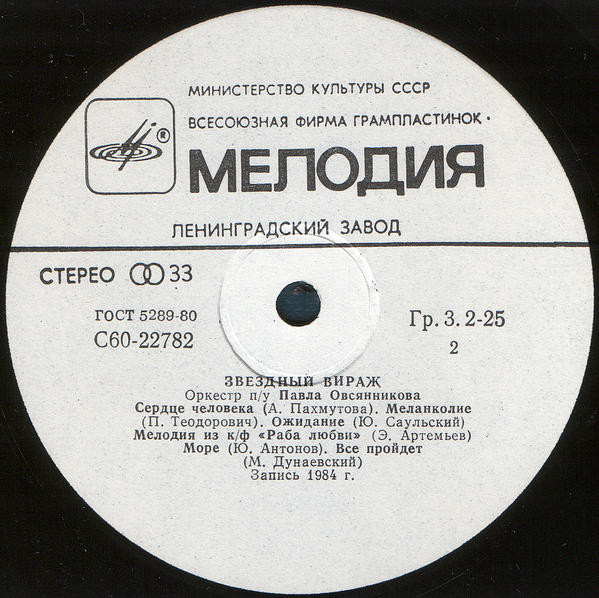 МИНИСТЕРСТВО КУЛЬТУРЫ СССР
ВСЕСОЮЗНАЯ ФИРМА ГРАМПЛАСТИНОК •
®
МЕЛОДИЯ
ЛЕНИНГРАДСКИЙ ЗАВОД
СТЕРЕО 33
ГОСТ 5289-80
С60-22782
Гр. 3. 2-25
2
ЗВЕЗДНЫЙ ВИРАЖ
Оркестр п/у Павла Овсянникова
Сердце человека (А. Пахмутова). Меланколие
(П. Теодорович). Ожидание (Ю. Саульский)
Мелодия из к/ф «Раба любви» (Э. Артемьев)
Море (Ю. Антонов). Все пройдет
(М. Дунаевский)
Запись 1984 г.